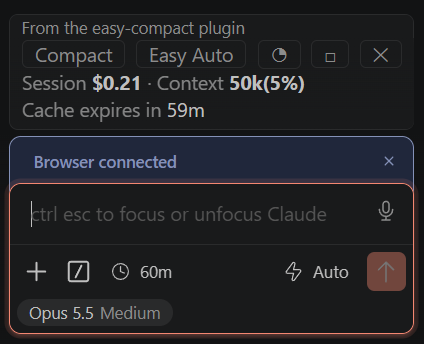 From the easy-compact plugin
Compact Easy Auto
Session $0.21 · Context 50k(5%)
Cache expires in 59m
Browser connected
ctrl esc to focus or unfocus Claude
60m Auto
Opus 5.5 Medium